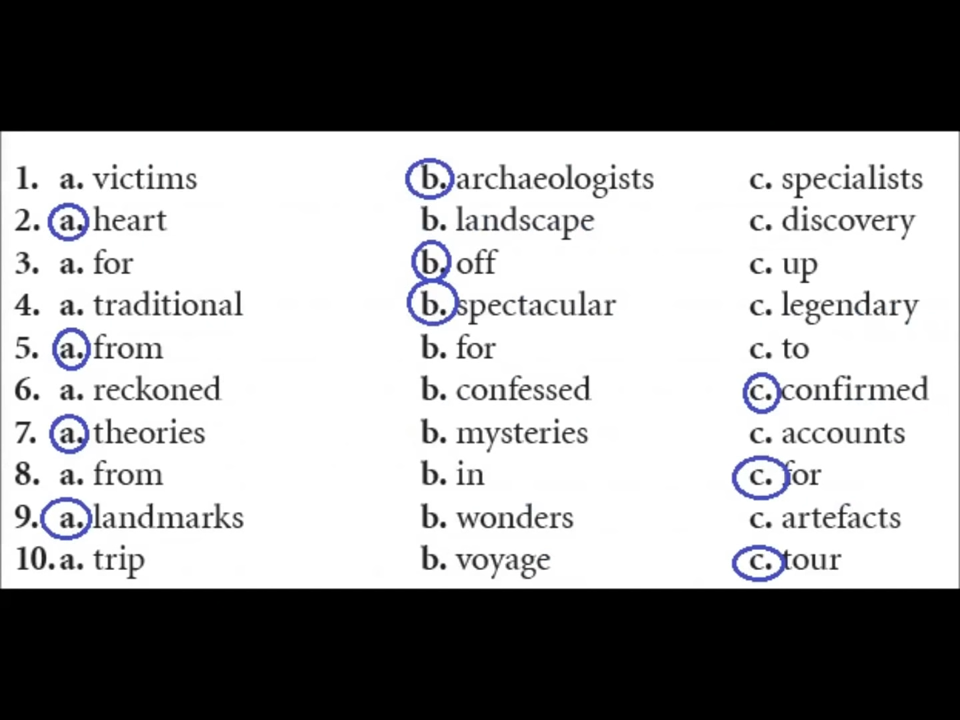 1. a. victims b. archaeologists c. specialists
2. a. heart b. landscape c. discovery
3. a. for b. off c. up
4. a. traditional b. spectacular c. legendary
5. a. from b. for c. to
6. a. reckoned b. confessed c. confirmed
7. a. theories b. mysteries c. accounts
8. a. from b. in c. for
9. a. landmarks b. wonders c. artefacts
10. a. trip b. voyage c. tour